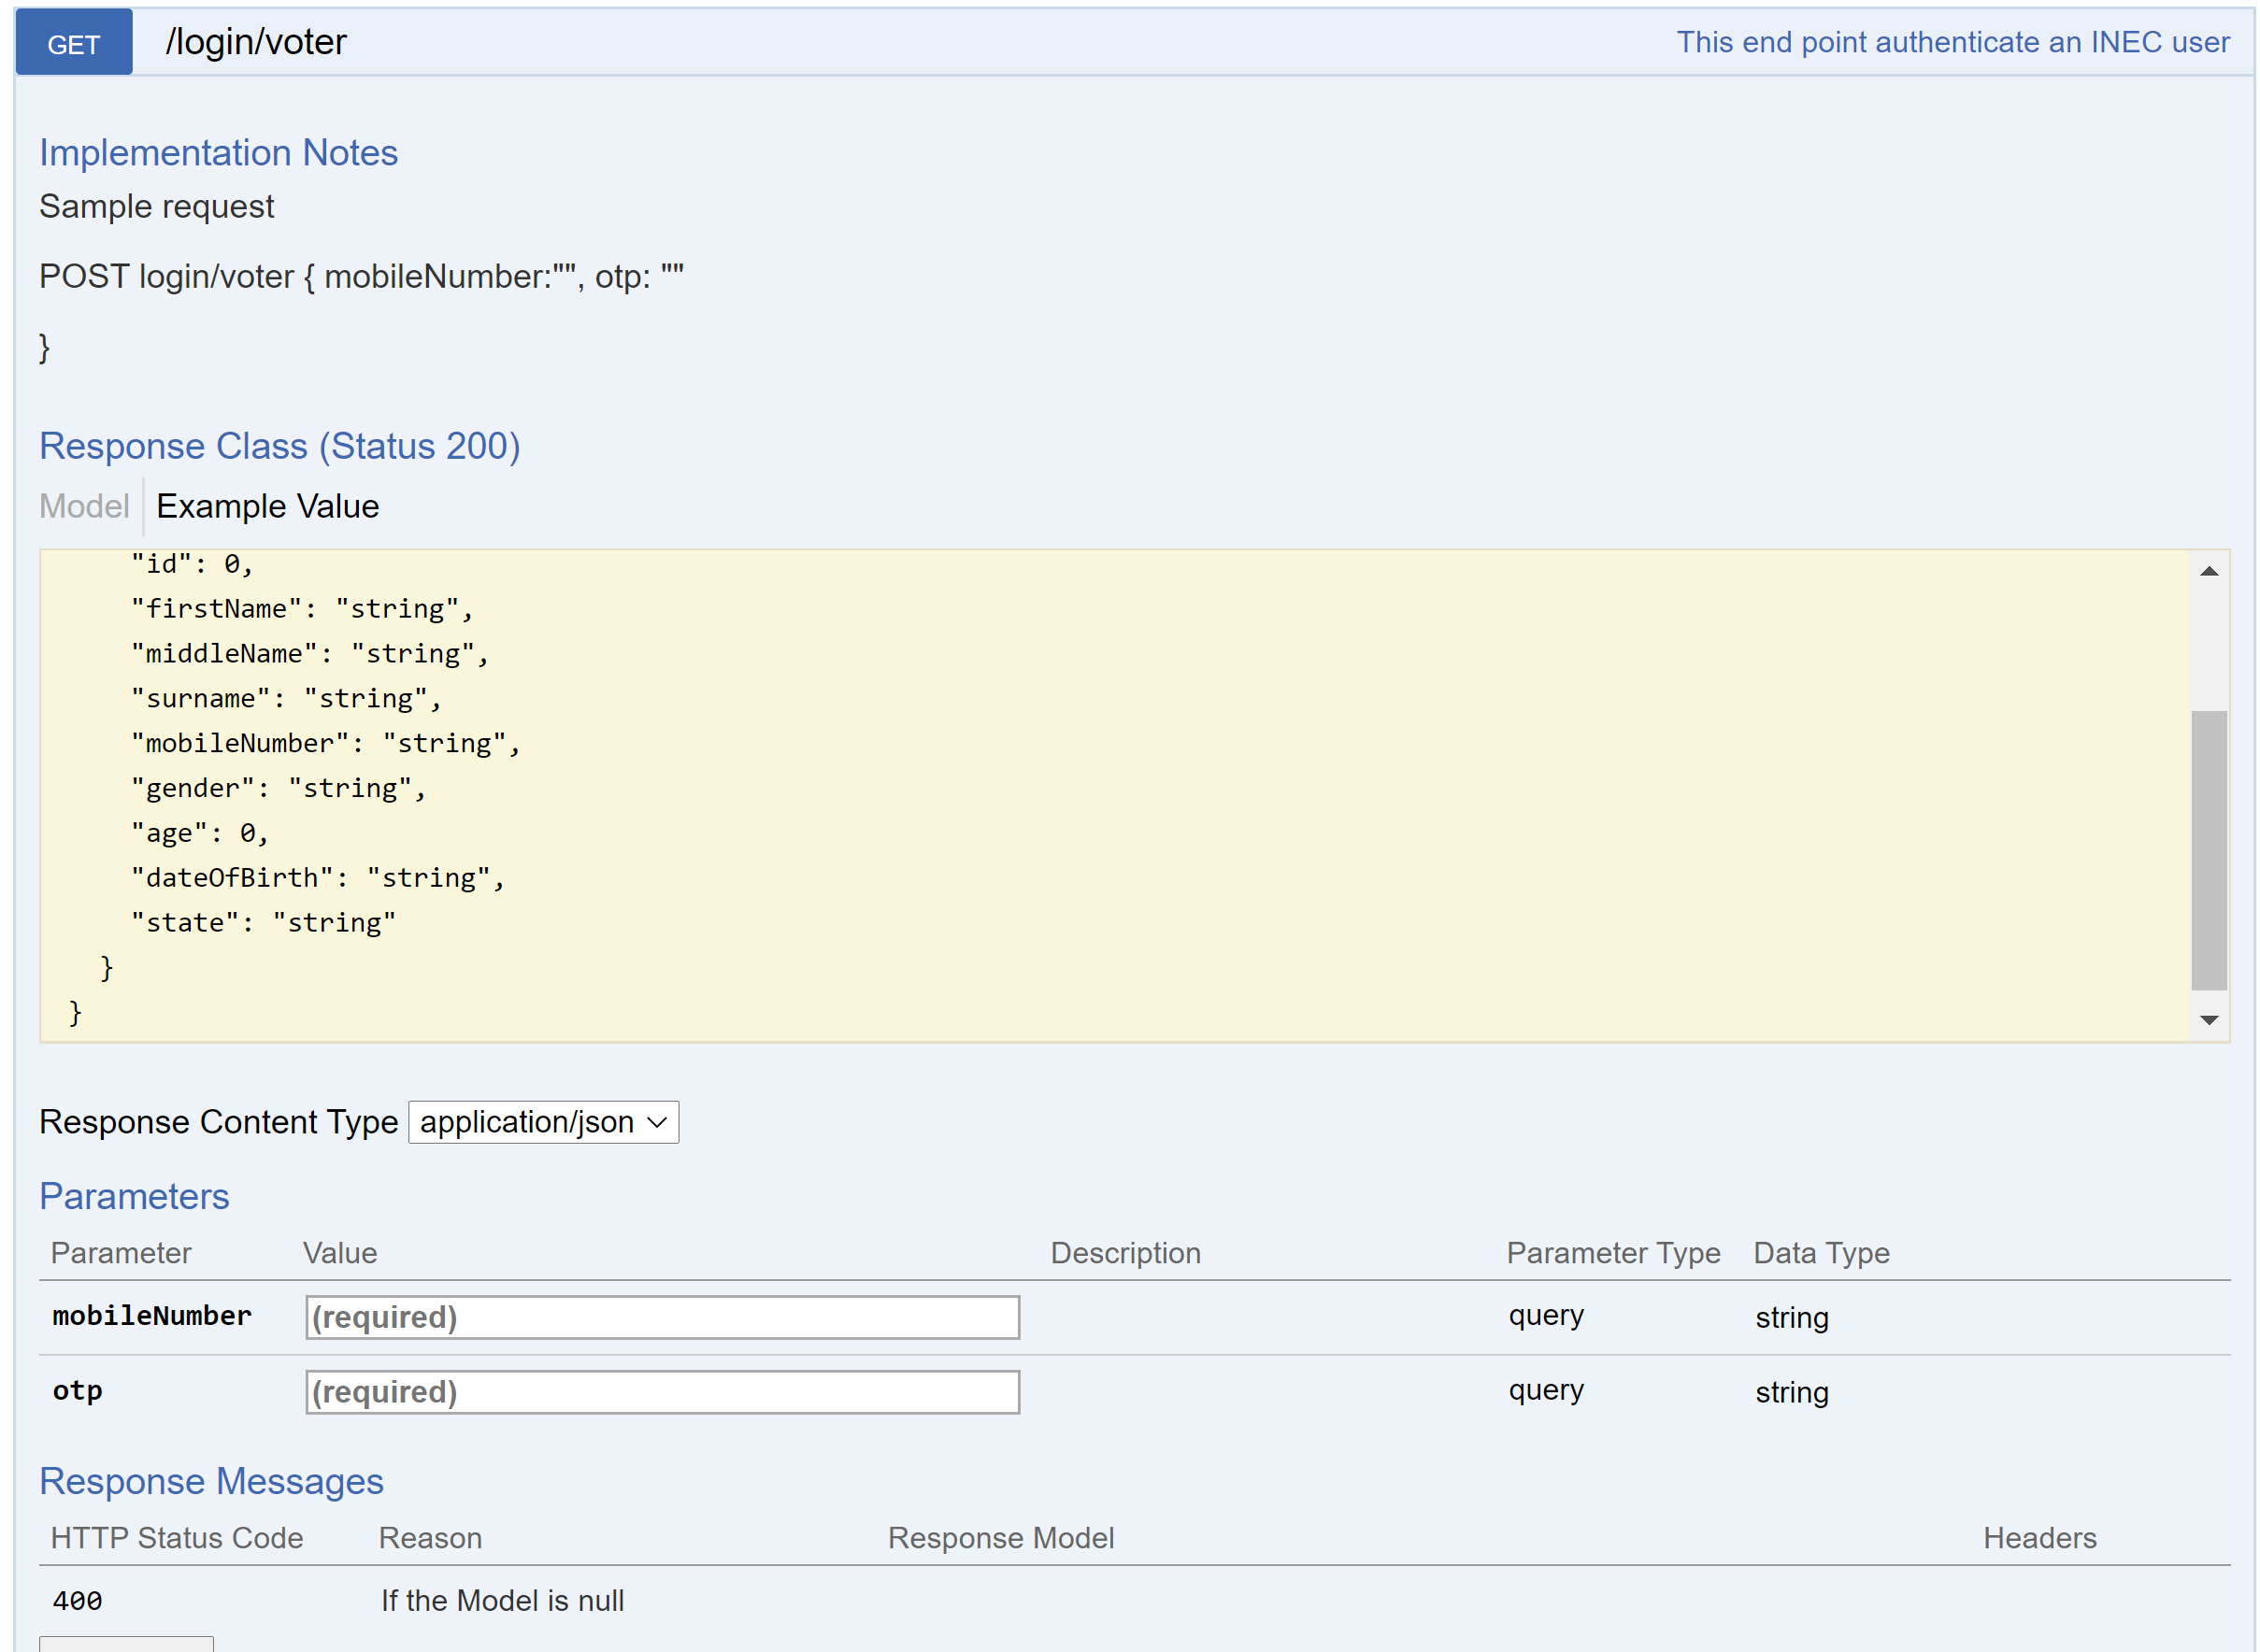 GET /login/voter This end point authenticate an INEC user
Implementation Notes
Sample request
POST login/voter { mobileNumber:"", otp: ""
}
Response Class (Status 200)
Model Example Value
"id": 0,
"firstName": "string",
"middleName": "string",
"surname": "string",
"mobileNumber": "string",
"gender": "string",
"age": 0,
"dateOfBirth": "string",
"state": "string"
}
}
Response Content Type application/json
Parameters
Parameter Value Description Parameter Type Data Type
mobileNumber (required) query string
otp (required) query string
Response Messages
HTTP Status Code Reason Response Model Headers
400 If the Model is null